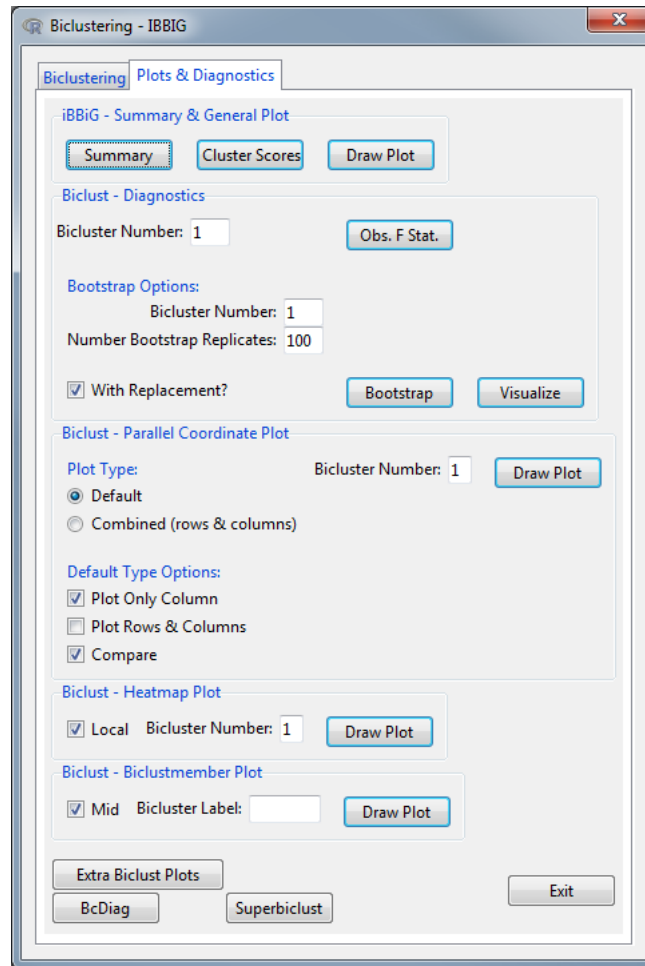 Biclustering - IBBIG
Biclustering Plots & Diagnostics
iBBiG - Summary & General Plot
Summary Cluster Scores Draw Plot
Biclust - Diagnostics
Bicluster Number: 1 Obs. F Stat.
Bootstrap Options:
Bicluster Number: 1
Number Bootstrap Replicates: 100
With Replacement? Bootstrap Visualize
Biclust - Parallel Coordinate Plot
Plot Type: Bicluster Number: 1 Draw Plot
Default
Combined (rows & columns)
Default Type Options:
Plot Only Column
Plot Rows & Columns
Compare
Biclust - Heatmap Plot
Local Bicluster Number: 1 Draw Plot
Biclust - Biclustmember Plot
Mid Bicluster Label: Draw Plot
Extra Biclust Plots
Exit
BcDiag Superbiclust